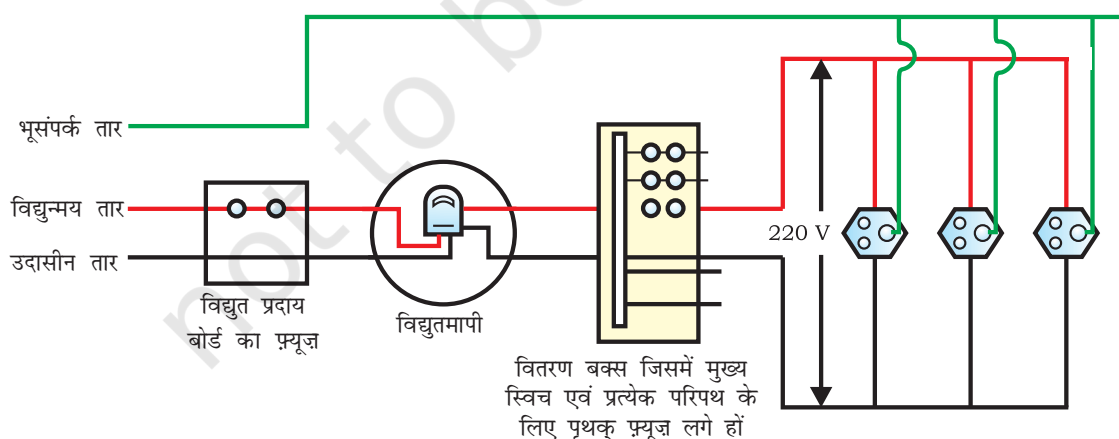 not to be
भूसंपर्क तार
विद्युन्मय तार
उदासीन तार
विद्युत प्रदाय
बोर्ड का फ़्यूज़
विद्युतमापी
वितरण बक्स जिसमें मुख्य
स्विच एवं प्रत्येक परिपथ के
लिए पृथक् फ़्यूज़ लगे हों
220 V